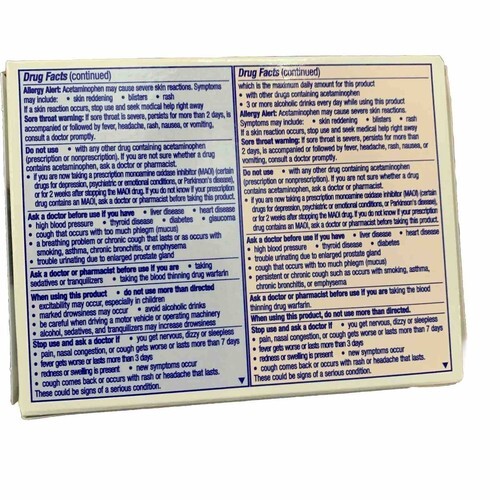 Drug Facts (continued)
Allergy Alert: Acetaminophen may cause severe skin reactions. Symptoms
may include: • skin reddening • blisters • rash
If a skin reaction occurs, stop use and seek medical help right away
Sore throat warning: If sore throat is severe, persists for more than 2 days, is
accompanied or followed by fever, headache, rash, nausea, or vomiting,
consult a doctor promptly.
Do not use • with any other drug containing acetaminophen
(prescription or nonprescription). If you are not sure whether a drug
contains acetaminophen, ask a doctor or pharmacist.
• if you are now taking a prescription monoamine oxidase inhibitor (MAOI) (certain
drugs for depression, psychiatric or emotional conditions, or Parkinson's disease),
or for 2 weeks after stopping the MAOI drug. If you do not know if your prescription
drug contains an MAOI, ask a doctor or pharmacist before taking this product.
Ask a doctor before use if you have • liver disease • heart disease
• high blood pressure • thyroid disease • diabetes • glaucoma
• cough that occurs with too much phlegm (mucus)
• a breathing problem or chronic cough that lasts or as occurs with
smoking, asthma, chronic bronchitis, or emphysema
• trouble urinating due to enlarged prostate gland
Ask a doctor or pharmacist before use if you are • taking
sedatives or tranquilizers • taking the blood thinning drug warfarin
When using this product • do not use more than directed.
• excitability may occur, especially in children
• marked drowsiness may occur • avoid alcoholic drinks
• be careful when driving a motor vehicle or operating machinery
• alcohol, sedatives, and tranquilizers may increase drowsiness
Stop use and ask a doctor if • you get nervous, dizzy or sleepless
• pain, nasal congestion, or cough gets worse or lasts more than 7 days
• fever gets worse or lasts more than 3 days
• redness or swelling is present • new symptoms occur
• cough comes back or occurs with rash or headache that lasts.
These could be signs of a serious condition.
Drug Facts (continued)
which is the maximum daily amount for this product
• with other drugs containing acetaminophen
• 3 or more alcoholic drinks every day while using this product
Allergy Alert: Acetaminophen may cause severe skin reactions.
Symptoms may include: • skin reddening • blisters • rash
If a skin reaction occurs, stop use and seek medical help right away
Sore throat warning: If sore throat is severe, persists for more than
2 days, is accompanied or followed by fever, headache, rash, nausea, or
vomiting, consult a doctor promptly.
Do not use • with any other drug containing acetaminophen
(prescription or nonprescription). If you are not sure whether a drug
contains acetaminophen, ask a doctor or pharmacist.
• if you are now taking a prescription monoamine oxidase inhibitor (MAOI) (certain
drugs for depression, psychiatric or emotional conditions, or Parkinson's disease),
or for 2 weeks after stopping the MAOI drug. If you do not know if your prescription
drug contains an MAOI, ask a doctor or pharmacist before taking this product.
Ask a doctor before use if you have • liver disease • heart disease
• high blood pressure • thyroid disease • diabetes
• trouble urinating due to enlarged prostate gland
• cough that occurs with too much phlegm (mucus)
• persistent or chronic cough such as occurs with smoking, asthma,
chronic bronchitis, or emphysema
Ask a doctor or pharmacist before use if you are taking the blood
thinning drug warfarin.
When using this product, do not use more than directed.
Stop use and ask a doctor if • you get nervous, dizzy or sleepless
• pain, nasal congestion, or cough gets worse or lasts more than 7 days
• fever gets worse or lasts more than 3 days
• redness or swelling is present • new symptoms occur
• cough comes back or occurs with rash or headache that lasts.
These could be signs of a serious condition.